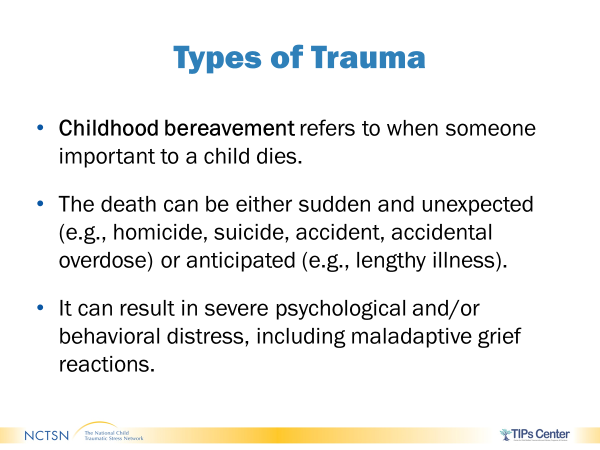 Types of Trauma
• Childhood bereavement refers to when someone
important to a child dies.
• The death can be either sudden and unexpected
(e.g., homicide, suicide, accident, accidental
overdose) or anticipated (e.g., lengthy illness).
• It can result in severe psychological and/or
behavioral distress, including maladaptive grief
reactions.
NCTSN
The National Child
Traumatic Stress Network
TIPs Center